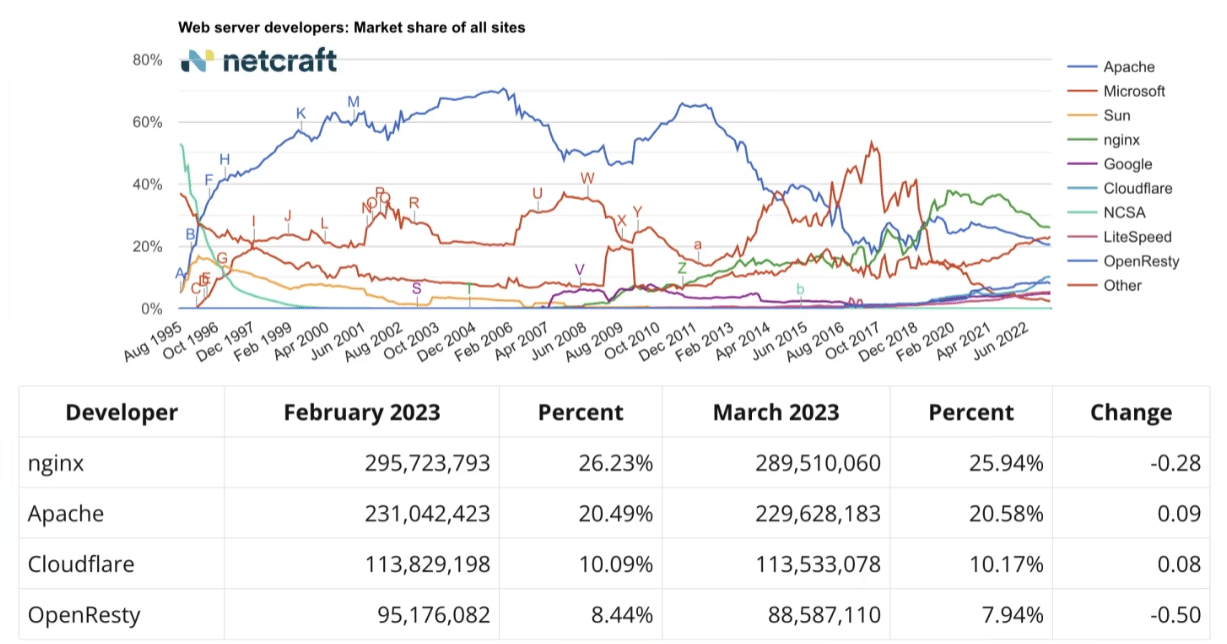 Web server developers: Market share of all sites
netcraft
80%
60%
40%
20%
0%
A
B
C
D
E
F
G
H
I
J
K
L
M
N
O
P
Q
R
S
T
U
V
W
X
Y
Z
a
b
Aug 1995
Oct 1996
Dec 1997
Feb 1999
Apr 2000
Jun 2001
Aug 2002
Oct 2003
Dec 2004
Feb 2006
Apr 2007
Jun 2008
Aug 2009
Oct 2010
Dec 2011
Feb 2013
Apr 2014
Jun 2015
Aug 2016
Oct 2017
Dec 2018
Feb 2020
Apr 2021
Jun 2022
Apache
Microsoft
Sun
nginx
Google
Cloudflare
NCSA
LiteSpeed
OpenResty
Other
Developer February 2023 Percent March 2023 Percent Change
nginx 295,723,793 26.23% 289,510,060 25.94% -0.28
Apache 231,042,423 20.49% 229,628,183 20.58% 0.09
Cloudflare 113,829,198 10.09% 113,533,078 10.17% 0.08
OpenResty 95,176,082 8.44% 88,587,110 7.94% -0.50